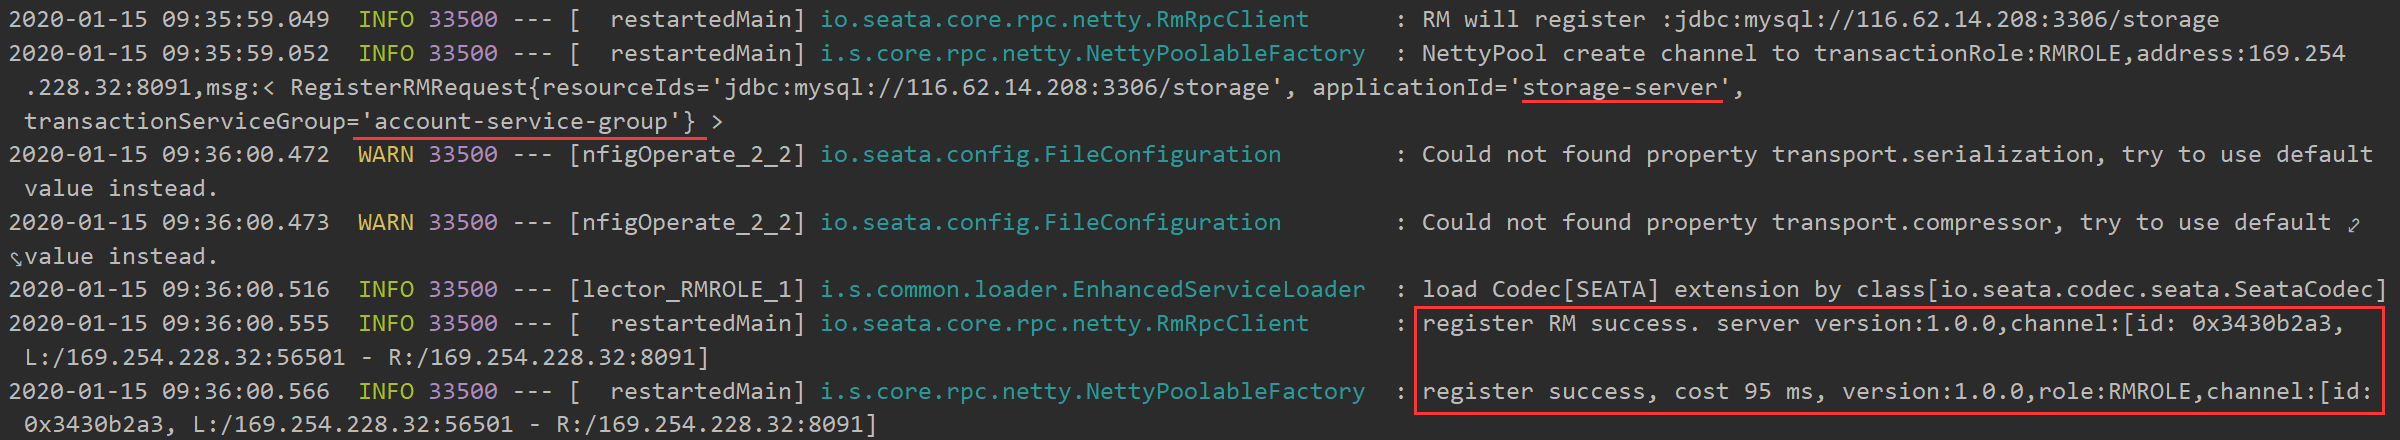 2020-01-15 09:35:59.049  INFO 33500 --- [  restartedMain] io.seata.core.rpc.netty.RmRpcClient      : RM will register :jdbc:mysql://116.62.14.208:3306/storage
2020-01-15 09:35:59.052  INFO 33500 --- [  restartedMain] i.s.core.rpc.netty.NettyPoolableFactory  : NettyPool create channel to transactionRole:RMROLE,address:169.254
.228.32:8091,msg:< RegisterRMRequest{resourceIds='jdbc:mysql://116.62.14.208:3306/storage', applicationId='storage-server',
transactionServiceGroup='account-service-group'} >
2020-01-15 09:36:00.472  WARN 33500 --- [nfigOperate_2_2] io.seata.config.FileConfiguration        : Could not found property transport.serialization, try to use default
value instead.
2020-01-15 09:36:00.473  WARN 33500 --- [nfigOperate_2_2] io.seata.config.FileConfiguration        : Could not found property transport.compressor, try to use default
value instead.
2020-01-15 09:36:00.516  INFO 33500 --- [lector_RMROLE_1] i.s.common.loader.EnhancedServiceLoader  : load Codec[SEATA] extension by class[io.seata.codec.seata.SeataCodec]
2020-01-15 09:36:00.555  INFO 33500 --- [  restartedMain] io.seata.core.rpc.netty.RmRpcClient      : register RM success. server version:1.0.0,channel:[id: 0x3430b2a3,
L:/169.254.228.32:56501 - R:/169.254.228.32:8091]
2020-01-15 09:36:00.566  INFO 33500 --- [  restartedMain] i.s.core.rpc.netty.NettyPoolableFactory  : register success, cost 95 ms, version:1.0.0,role:RMROLE,channel:[id:
0x3430b2a3, L:/169.254.228.32:56501 - R:/169.254.228.32:8091]